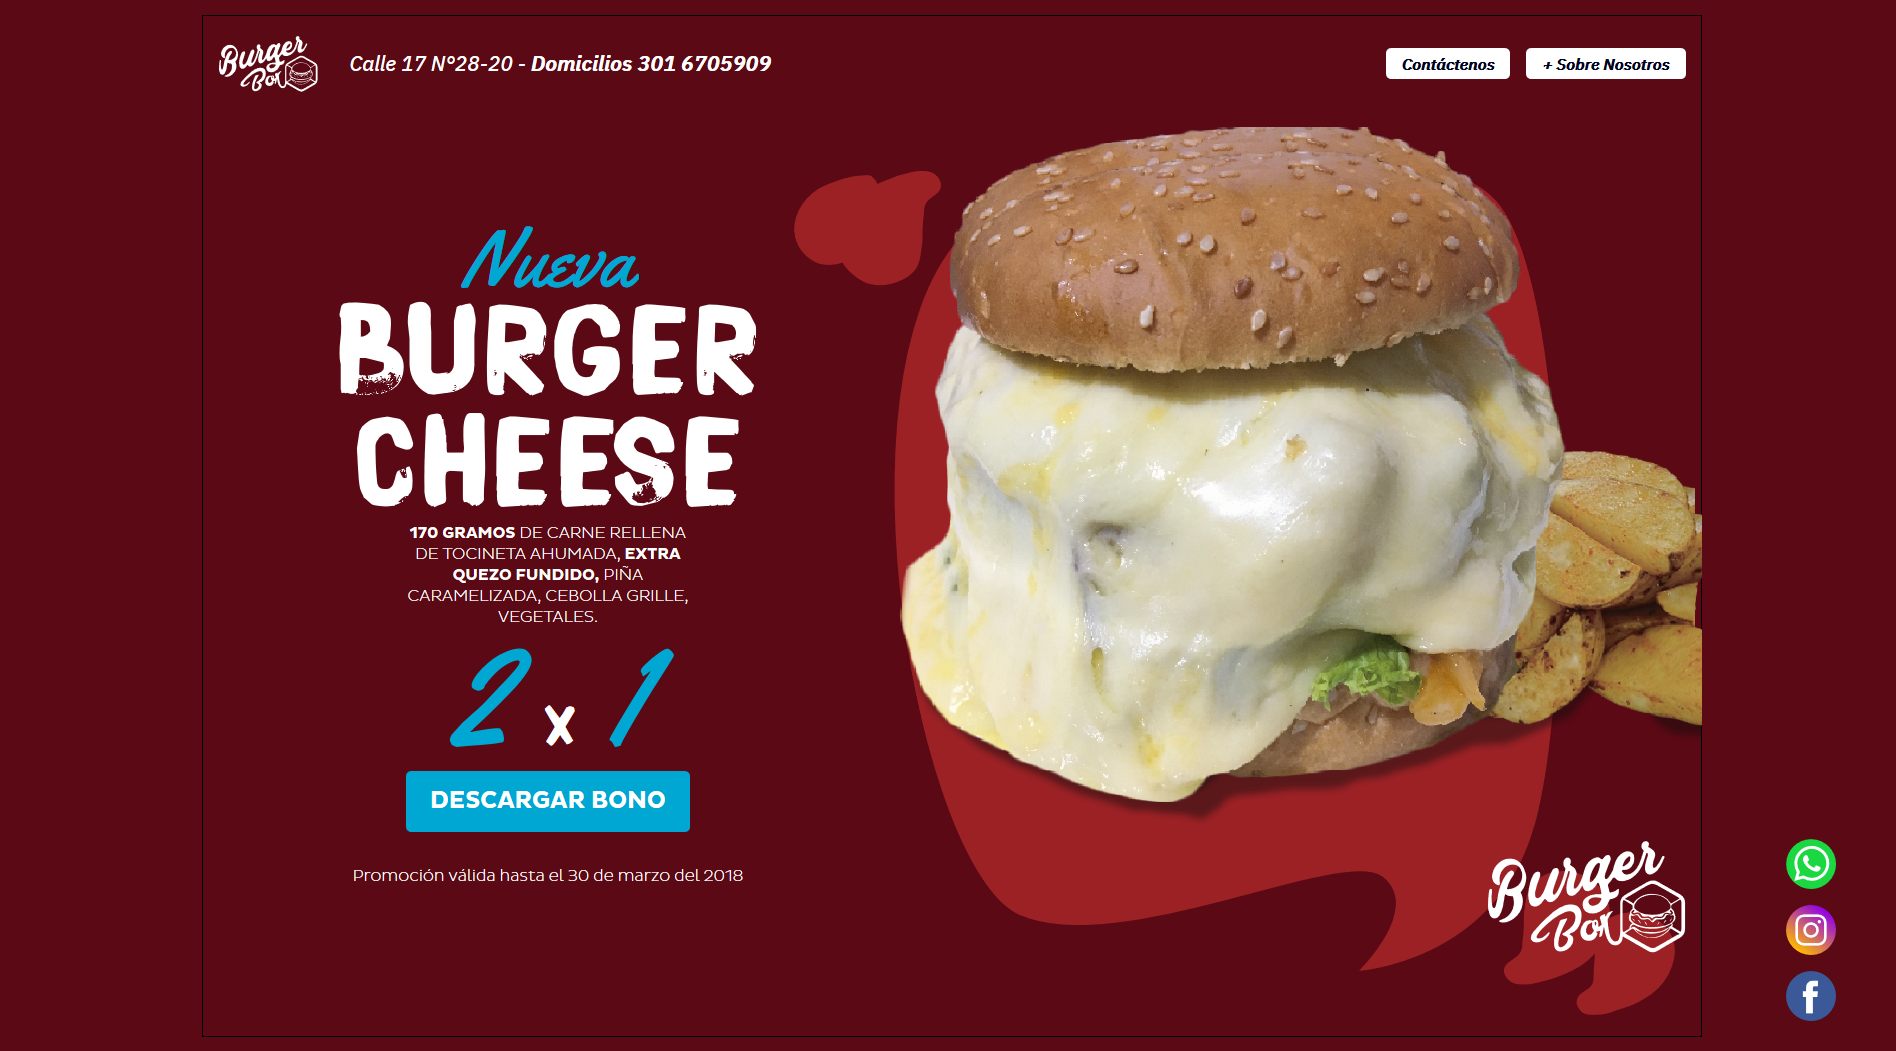 Burger
Box
Calle 17 N°28-20 - Domicilios 301 6705909
Contáctenos
+ Sobre Nosotros
Nueva
BURGER
CHEESE
170 GRAMOS DE CARNE RELLENA
DE TOCINETA AHUMADA, EXTRA
QUEZO FUNDIDO, PIÑA
CARAMELIZADA, CEBOLLA GRILLE,
VEGETALES.
2 x 1
DESCARGAR BONO
Promoción válida hasta el 30 de marzo del 2018
Burger
Box